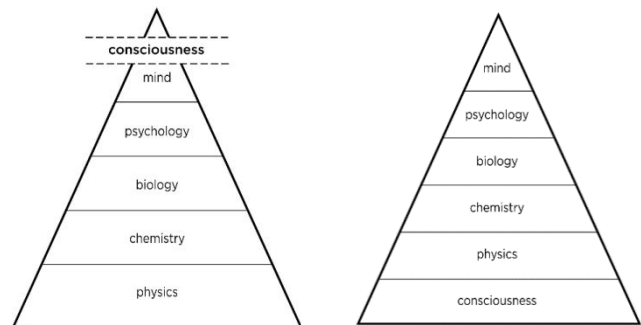 consciousness
mind
psychology
biology
chemistry
physics
mind
psychology
biology
chemistry
physics
consciousness